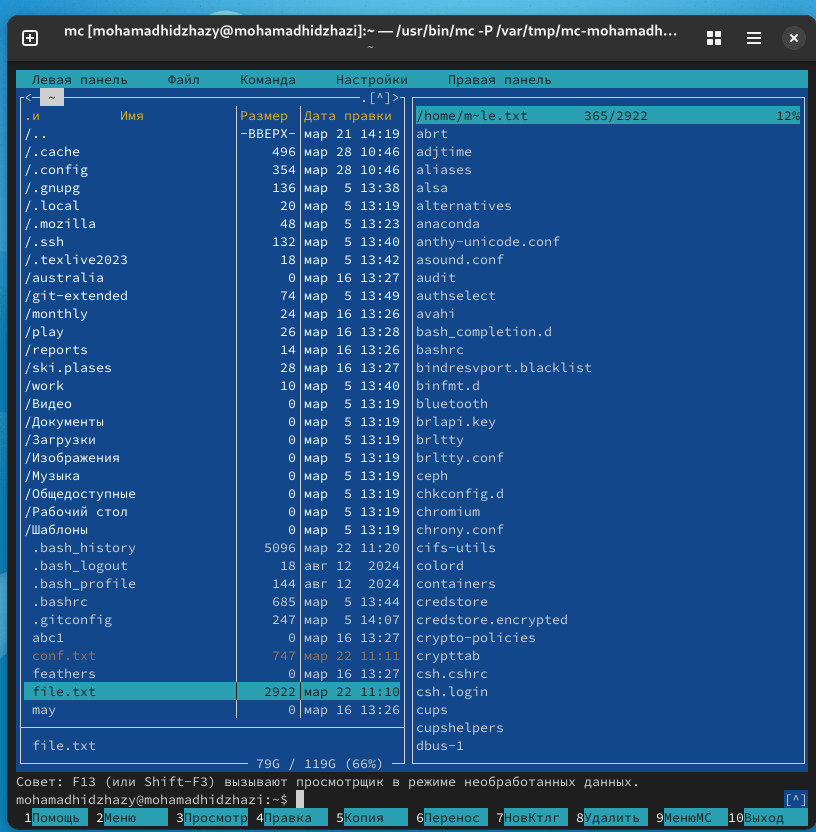 mc [mohamadhidzhazy@mohamadhidzhazi]:~ — /usr/bin/mc -P /var/tmp/mc-mohamadh...
~
Левая панель Файл Команда Настройки Правая панель
<─ ~ ─.[^]>
.и Имя Размер Дата правки
/.. -ВВЕРХ- мар 21 14:19
/.cache 496 мар 28 10:46
/.config 354 мар 28 10:46
/.gnupg 136 мар 5 13:38
/.local 20 мар 5 13:19
/.mozilla 48 мар 5 13:23
/.ssh 132 мар 5 13:40
/.texlive2023 18 мар 5 13:42
/australia 0 мар 16 13:27
/git-extended 74 мар 5 13:49
/monthly 24 мар 16 13:26
/play 26 мар 16 13:28
/reports 14 мар 16 13:26
/ski.plases 28 мар 16 13:27
/work 10 мар 5 13:40
/Видео 0 мар 5 13:19
/Документы 0 мар 5 13:19
/Загрузки 0 мар 5 13:19
/Изображения 0 мар 5 13:19
/Музыка 0 мар 5 13:19
/Общедоступные 0 мар 5 13:19
/Рабочий стол 0 мар 5 13:19
/Шаблоны 0 мар 5 13:19
.bash_history 5096 мар 22 11:20
.bash_logout 18 авг 12 2024
.bash_profile 144 авг 12 2024
.bashrc 685 мар 5 13:44
.gitconfig 247 мар 5 14:07
abc1 0 мар 16 13:27
conf.txt 747 мар 22 11:11
feathers 0 мар 16 13:27
file.txt 2922 мар 22 11:10
may 0 мар 16 13:26
file.txt
79G / 119G (66%)
/home/m~le.txt 365/2922 12%
abrt
adjtime
aliases
alsa
alternatives
anaconda
anthy-unicode.conf
asound.conf
audit
authselect
avahi
bash_completion.d
bashrc
bindresvport.blacklist
binfmt.d
bluetooth
brlapi.key
brltty
brltty.conf
ceph
chkconfig.d
chromium
chrony.conf
cifs-utils
colord
containers
credstore
credstore.encrypted
crypto-policies
crypttab
csh.cshrc
csh.login
cups
cupshelpers
dbus-1
Совет: F13 (или Shift-F3) вызывают просмотрщик в режиме необработанных данных.
mohamadhidzhazy@mohamadhidzhazi:~$ [^]
1Помощь 2Меню 3Просмотр 4Правка 5Копия 6Перенос 7НовКтлг 8Удалить 9МенюМС 10Выход